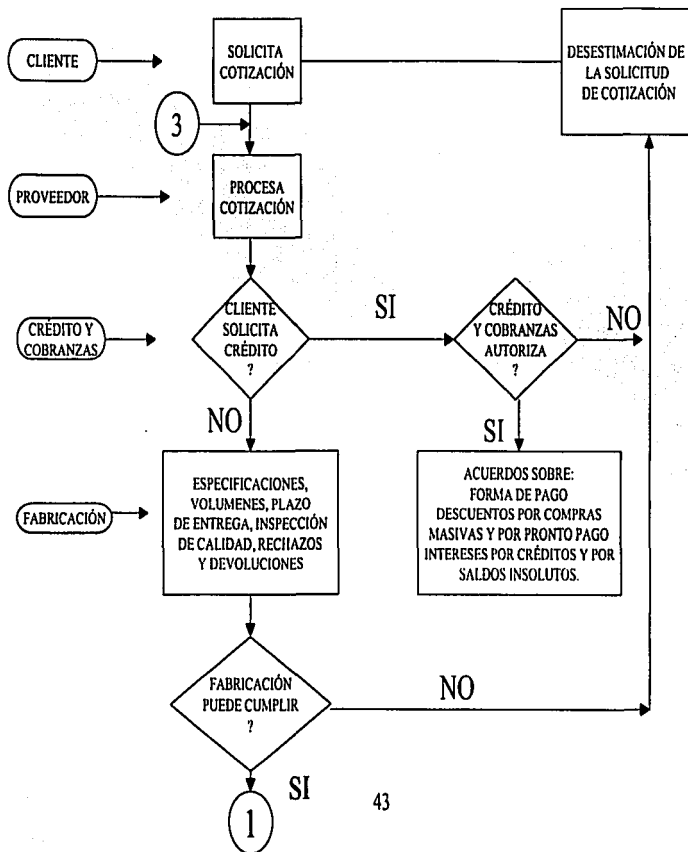 CLIENTE
SOLICITA
COTIZACIÓN
DESESTIMACIÓN DE
LA SOLICITUD
DE COTIZACIÓN
3
PROVEEDOR
PROCESA
COTIZACIÓN
CRÉDITO Y
COBRANZAS
CLIENTE
SOLICITA
CRÉDITO
?
SI
CRÉDITO
Y COBRANZAS
AUTORIZA
?
NO
NO
SI
FABRICACIÓN
ESPECIFICACIONES,
VOLUMENES, PLAZO
DE ENTREGA, INSPECCIÓN
DE CALIDAD, RECHAZOS
Y DEVOLUCIONES
ACUERDOS SOBRE:
FORMA DE PAGO
DESCUENTOS POR COMPRAS
MASIVAS Y POR PRONTO PAGO
INTERESES POR CRÉDITOS Y POR
SALDOS INSOLUTOS.
FABRICACIÓN
PUEDE CUMPLIR
?
NO
SI
1
43